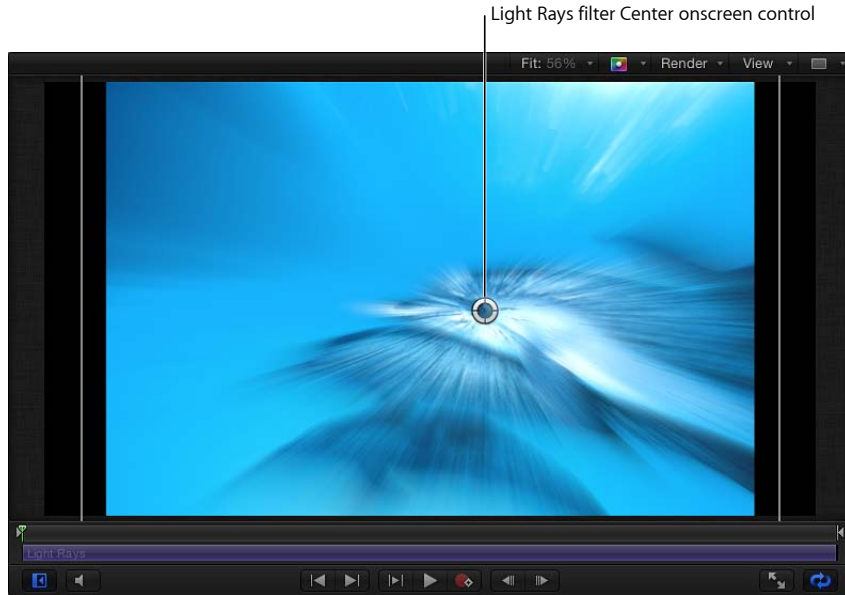 Light Rays filter Center onscreen control
Fit: 56% Render View
Light Rays